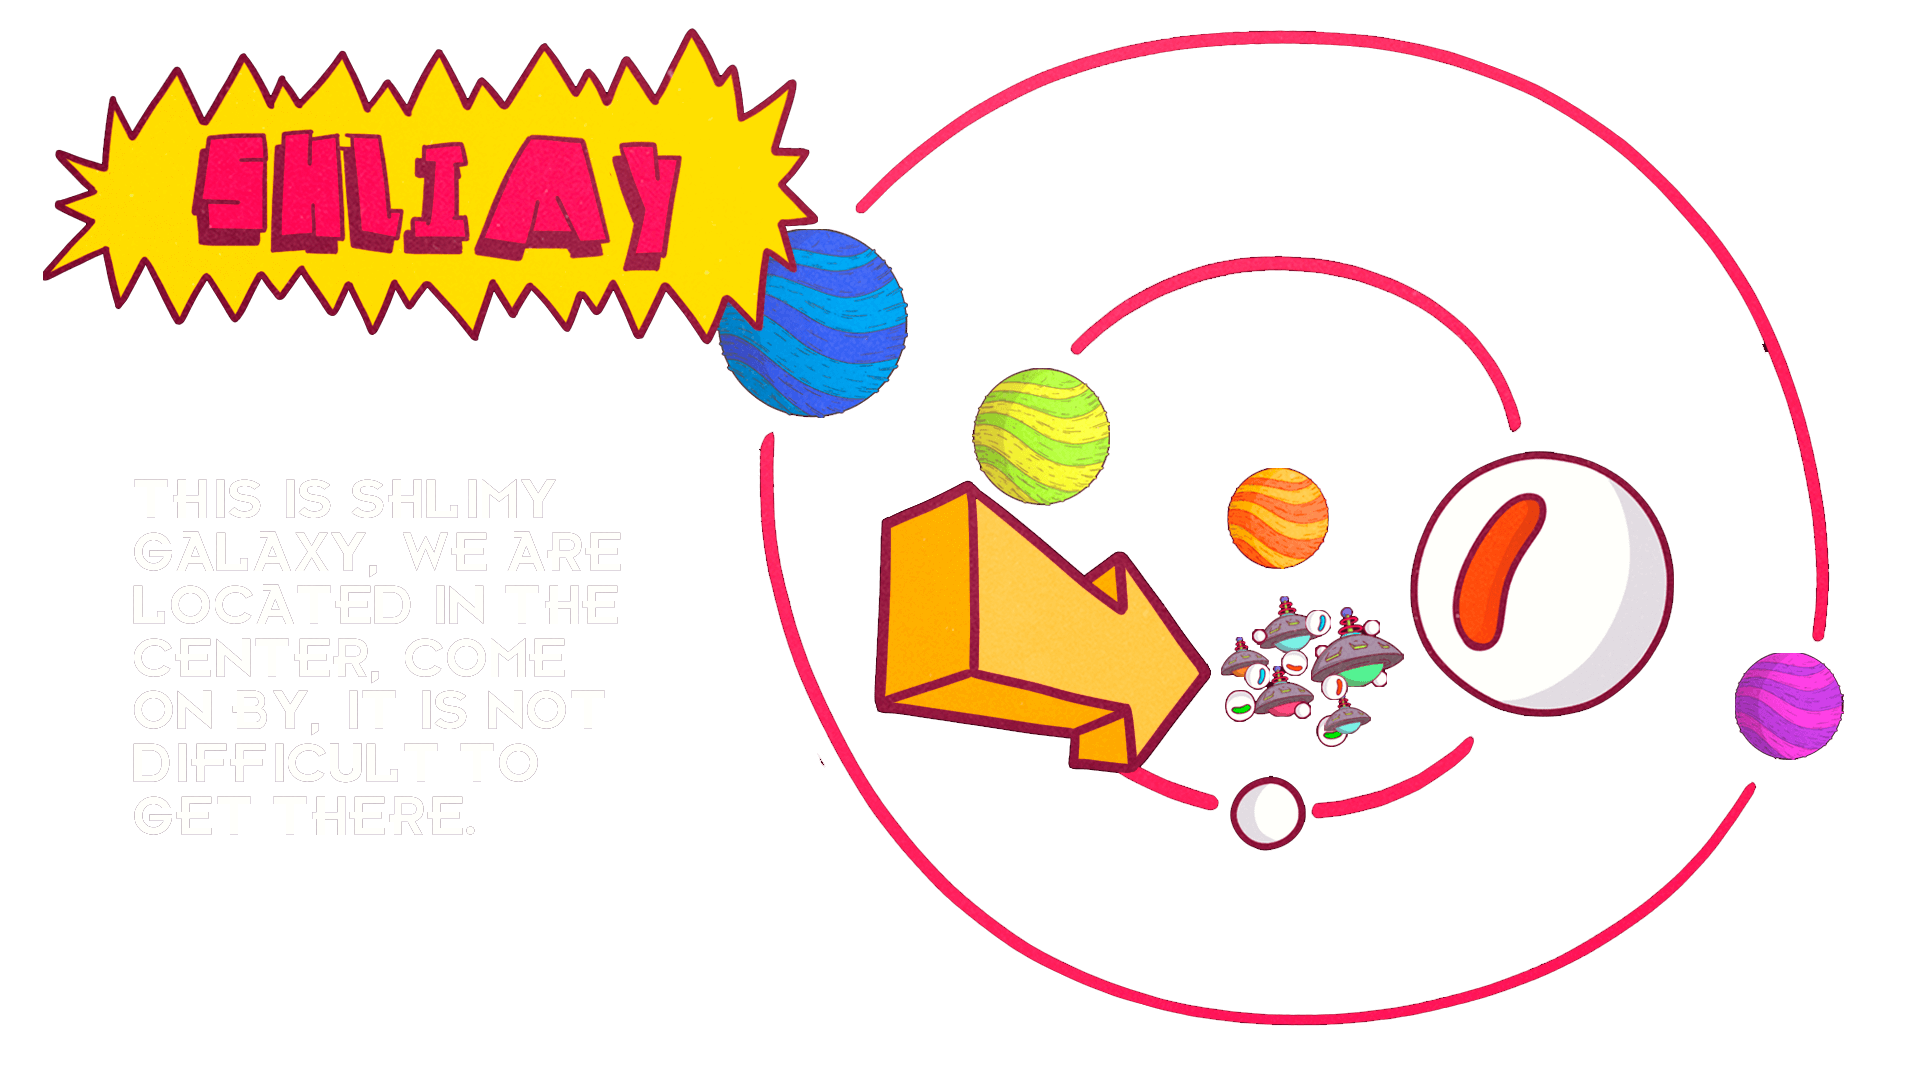 SHLIMY
THIS IS SHLIMY
GALAXY, WE ARE
LOCATED IN THE
CENTER, COME
ON BY, IT IS NOT
DIFFICULT TO
GET THERE.